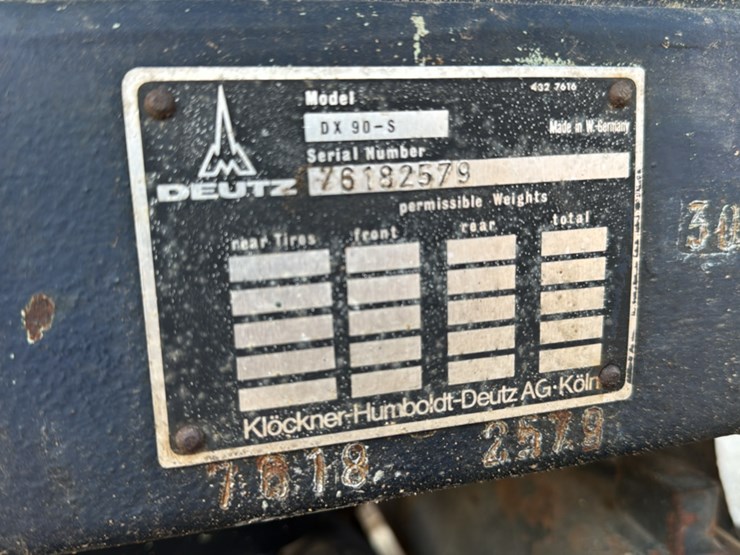 Model
432 7616
DX 90-S
Made in W.-Germany
Serial Number
DEUTZ
76182579
permissible Weights
rear Tires front rear total
30
Klöckner-Humboldt-Deutz AG·Köln
7618 2579